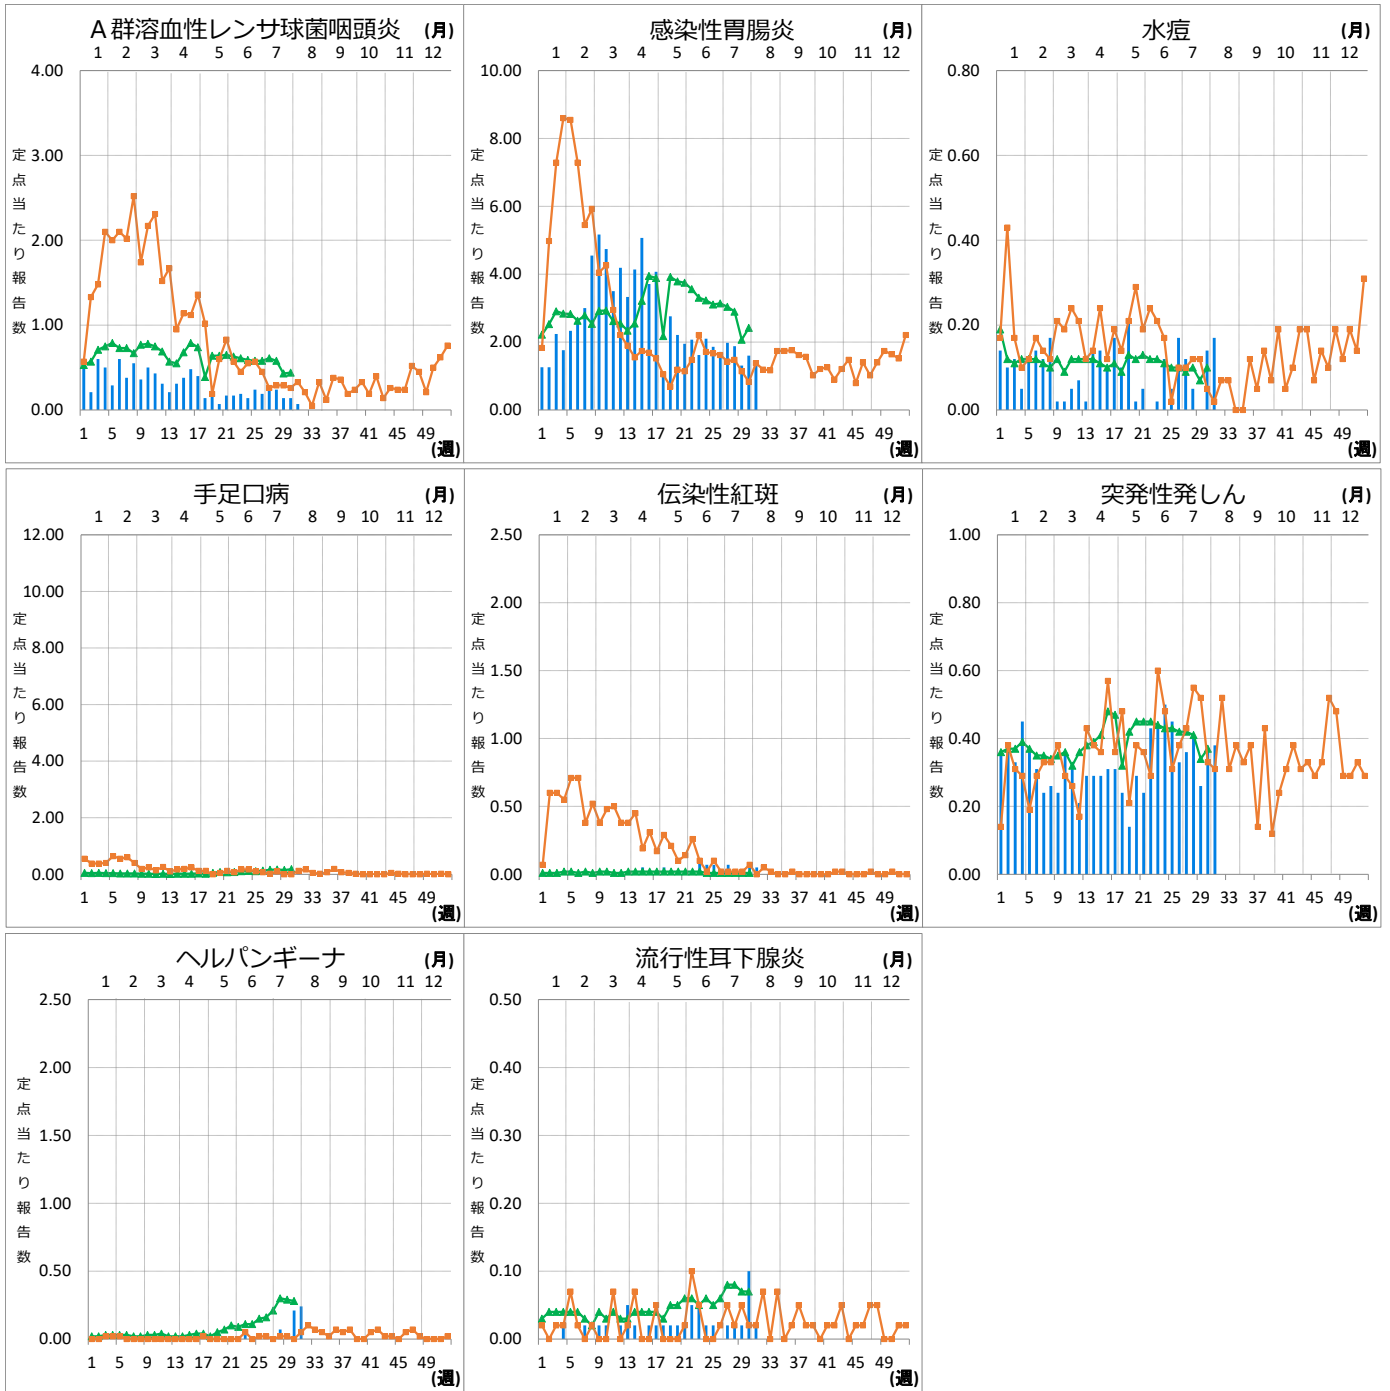 A群溶血性レンサ球菌咽頭炎 (月)
1 2 3 4 5 6 7 8 9 10 11 12
4.00
3.00
2.00
1.00
0.00
定点当たり報告数
1 5 9 13 17 21 25 29 33 37 41 45 49
(週)
感染性胃腸炎 (月)
1 2 3 4 5 6 7 8 9 10 11 12
10.00
8.00
6.00
4.00
2.00
0.00
定点当たり報告数
1 5 9 13 17 21 25 29 33 37 41 45 49
(週)
水痘 (月)
1 2 3 4 5 6 7 8 9 10 11 12
0.80
0.60
0.40
0.20
0.00
定点当たり報告数
1 5 9 13 17 21 25 29 33 37 41 45 49
(週)
手足口病 (月)
1 2 3 4 5 6 7 8 9 10 11 12
12.00
10.00
8.00
6.00
4.00
2.00
0.00
定点当たり報告数
1 5 9 13 17 21 25 29 33 37 41 45 49
(週)
伝染性紅斑 (月)
1 2 3 4 5 6 7 8 9 10 11 12
2.50
2.00
1.50
1.00
0.50
0.00
定点当たり報告数
1 5 9 13 17 21 25 29 33 37 41 45 49
(週)
突発性発しん (月)
1 2 3 4 5 6 7 8 9 10 11 12
1.00
0.80
0.60
0.40
0.20
0.00
定点当たり報告数
1 5 9 13 17 21 25 29 33 37 41 45 49
(週)
ヘルパンギーナ (月)
1 2 3 4 5 6 7 8 9 10 11 12
2.50
2.00
1.50
1.00
0.50
0.00
定点当たり報告数
1 5 9 13 17 21 25 29 33 37 41 45 49
(週)
流行性耳下腺炎 (月)
1 2 3 4 5 6 7 8 9 10 11 12
0.50
0.40
0.30
0.20
0.10
0.00
定点当たり報告数
1 5 9 13 17 21 25 29 33 37 41 45 49
(週)